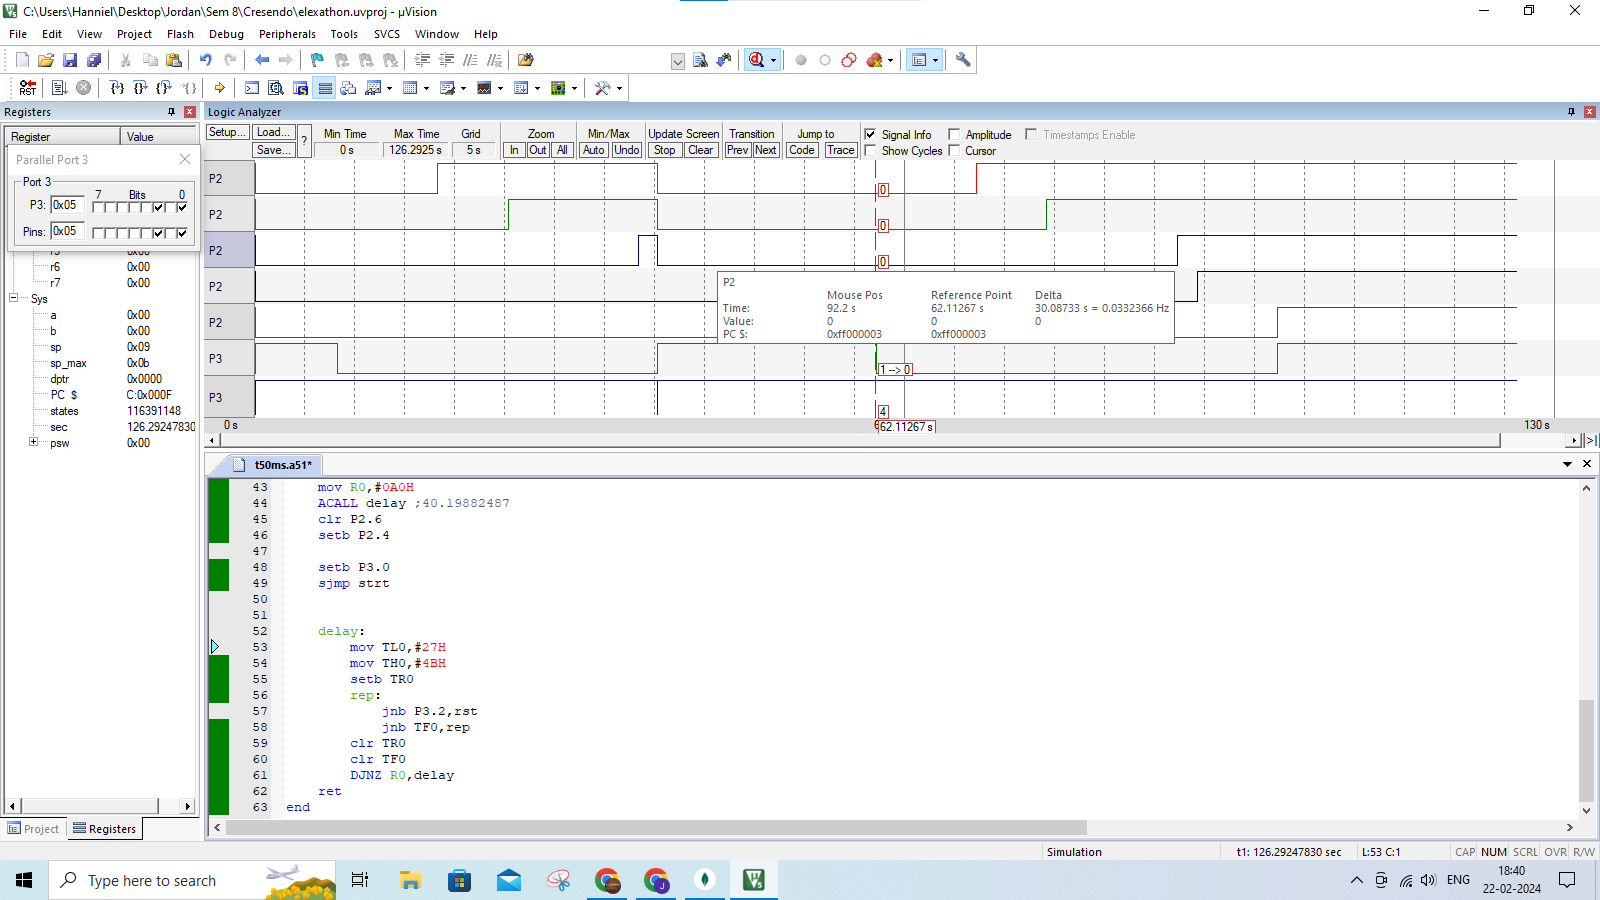 C:\Users\Hanniel\Desktop\Jordan\Sem 8\Cresendo\elexathon.uvproj - µVision
File Edit View Project Flash Debug Peripherals Tools SVCS Window Help
Registers
Logic Analyzer
Register Value
Setup... Load... ? Min Time Max Time Grid Zoom Min/Max Update Screen Transition Jump to Signal Info Amplitude Timestamps Enable
Save... 0 s 126.2925 s 5 s In Out All Auto Undo Stop Clear Prev Next Code Trace Show Cycles Cursor
Parallel Port 3
Port 3
7 Bits 0
P3: 0x05
Pins: 0x05
r5 0x00
r6 0x00
r7 0x00
Sys
a 0x00
b 0x00
sp 0x09
sp_max 0x0b
dptr 0x0000
PC $ C:0x000F
states 116391148
sec 126.29247830
psw 0x00
P2 0
P2 0
P2 0
P2
P2
P3 1 --> 0
P3 4
P2
Mouse Pos Reference Point Delta
Time: 92.2 s 62.11267 s 30.08733 s = 0.0332366 Hz
Value: 0 0 0
PC $: 0xff000003 0xff000003
0 s 62.11267 s 130 s
t50ms.a51*
43 mov R0,#0A0H
44 ACALL delay ;40.19882487
45 clr P2.6
46 setb P2.4
47
48 setb P3.0
49 sjmp strt
50
51
52 delay:
53 mov TL0,#27H
54 mov TH0,#4BH
55 setb TR0
56 rep:
57 jnb P3.2,rst
58 jnb TF0,rep
59 clr TR0
60 clr TF0
61 DJNZ R0,delay
62 ret
63 end
Project Registers
Simulation t1: 126.29247830 sec L:53 C:1 CAP NUM SCRL OVR R/W
Type here to search
ENG
18:40
22-02-2024